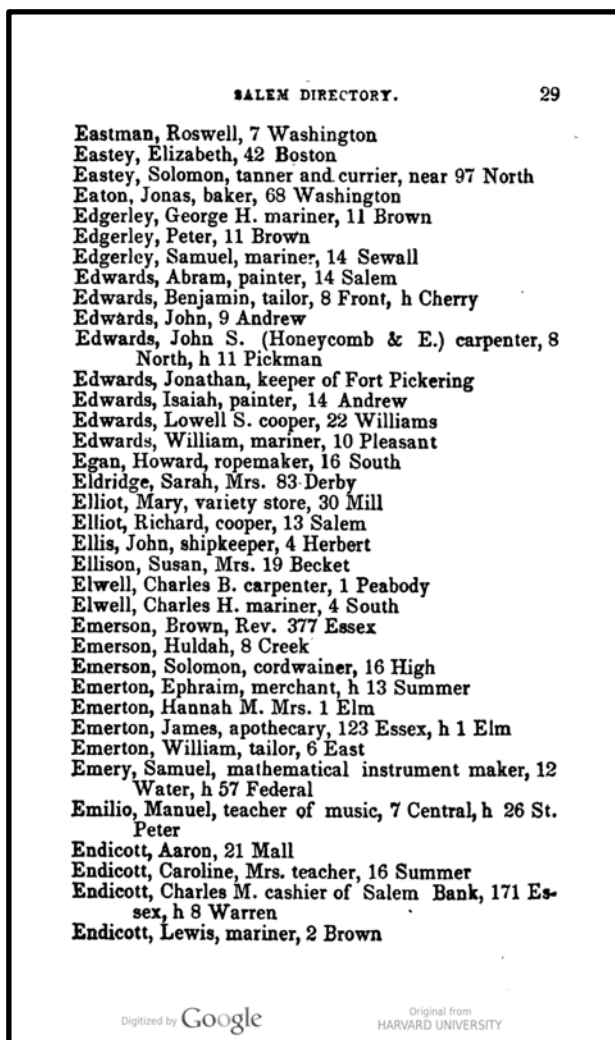 SALEM DIRECTORY. 29
Eastman, Roswell, 7 Washington
Eastey, Elizabeth, 42 Boston
Eastey, Solomon, tanner and currier, near 97 North
Eaton, Jonas, baker, 68 Washington
Edgerley, George H. mariner, 11 Brown
Edgerley, Peter, 11 Brown
Edgerley, Samuel, mariner, 14 Sewall
Edwards, Abram, painter, 14 Salem
Edwards, Benjamin, tailor, 8 Front, h Cherry
Edwards, John, 9 Andrew
Edwards, John S. (Honeycomb & E.) carpenter, 8
North, h 11 Pickman
Edwards, Jonathan, keeper of Fort Pickering
Edwards, Isaiah, painter, 14 Andrew
Edwards, Lowell S. cooper, 22 Williams
Edwards, William, mariner, 10 Pleasant
Egan, Howard, ropemaker, 16 South
Eldridge, Sarah, Mrs. 83 Derby
Elliot, Mary, variety store, 30 Mill
Elliot, Richard, cooper, 13 Salem
Ellis, John, shipkeeper, 4 Herbert
Ellison, Susan, Mrs. 19 Becket
Elwell, Charles B. carpenter, 1 Peabody
Elwell, Charles H. mariner, 4 South
Emerson, Brown, Rev. 377 Essex
Emerson, Huldah, 8 Creek
Emerson, Solomon, cordwainer, 16 High
Emerton, Ephraim, merchant, h 13 Summer
Emerton, Hannah M. Mrs. 1 Elm
Emerton, James, apothecary, 123 Essex, h 1 Elm
Emerton, William, tailor, 6 East
Emery, Samuel, mathematical instrument maker, 12
Water, h 57 Federal
Emilio, Manuel, teacher of music, 7 Central, h 26 St.
Peter
Endicott, Aaron, 21 Mall
Endicott, Caroline, Mrs. teacher, 16 Summer
Endicott, Charles M. cashier of Salem Bank, 171 Es-
sex, h 8 Warren
Endicott, Lewis, mariner, 2 Brown
Digitized by Google
Original from
HARVARD UNIVERSITY